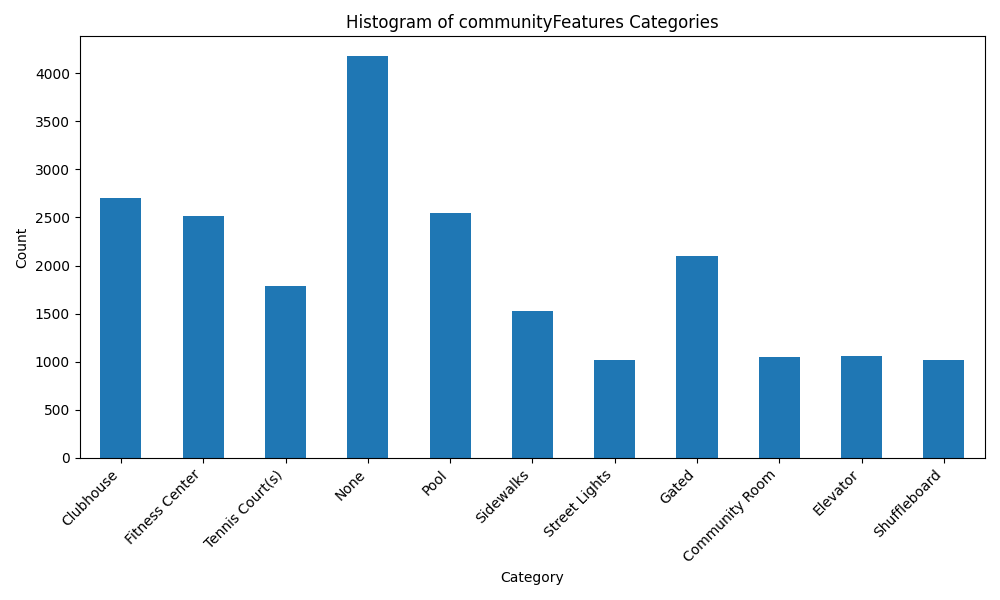 Histogram of communityFeatures Categories
Count
4000
3500
3000
2500
2000
1500
1000
500
0
Clubhouse
Fitness Center
Tennis Court(s)
None
Pool
Sidewalks
Street Lights
Gated
Community Room
Elevator
Shuffleboard
Category